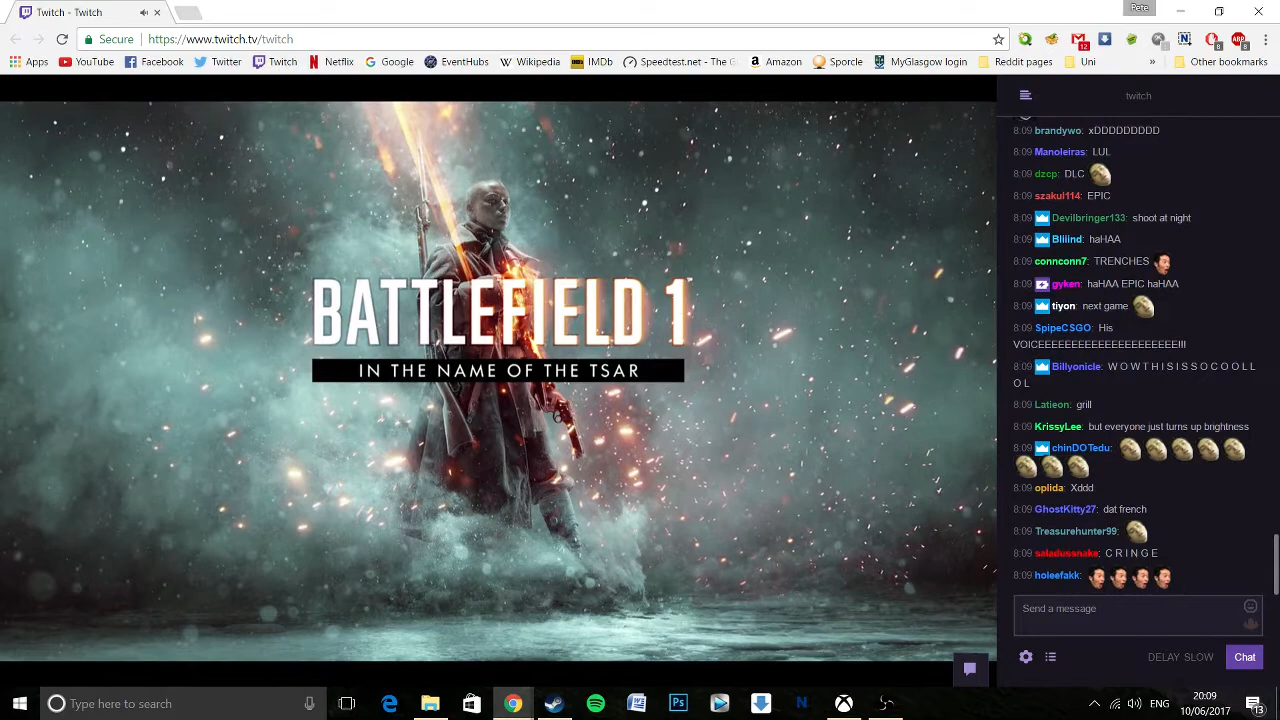 Twitch - Twitch
Pete
Secure https://www.twitch.tv/twitch
12
8
8
Apps YouTube Facebook Twitter Twitch Netflix Google EventHubs Wikipedia IMDb Speedtest.net - The G Amazon Sporcle MyGlasgow login Reddit pages Uni » Other bookmarks
twitch
8:09 brandywo: xDDDDDDDDD
8:09 Manoleiras: LUL
8:09 dzcp: DLC
8:09 szakul114: EPIC
8:09 Devilbringer133: shoot at night
8:09 Bliiind: haHAA
8:09 connconn7: TRENCHES
8:09 gyken: haHAA EPIC haHAA
8:09 tiyon: next game
8:09 SpipeCSGO: His
VOICEEEEEEEEEEEEEEEEEEEEEE!!!
8:09 Billyonicle: W O W T H I S I S S O C O O L L
O L
8:09 Latieon: grill
8:09 KrissyLee: but everyone just turns up brightness
8:09 chinDOTedu:
8:09 oplida: Xddd
8:09 GhostKitty27: dat french
8:09 Treasurehunter99:
8:09 saladussnake: C R I N G E
8:09 holeefakk:
Send a message
DELAY SLOW Chat
BATTLEFIELD 1
IN THE NAME OF THE TSAR
Type here to search
ENG
20:09
10/06/2017